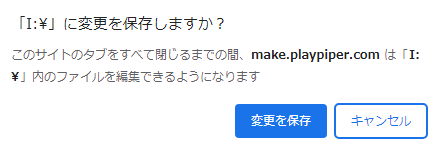 「I:¥」に変更を保存しますか？
このサイトのタブをすべて閉じるまでの間、make.playpiper.com は「I:
¥」内のファイルを編集できるようになります
変更を保存 キャンセル